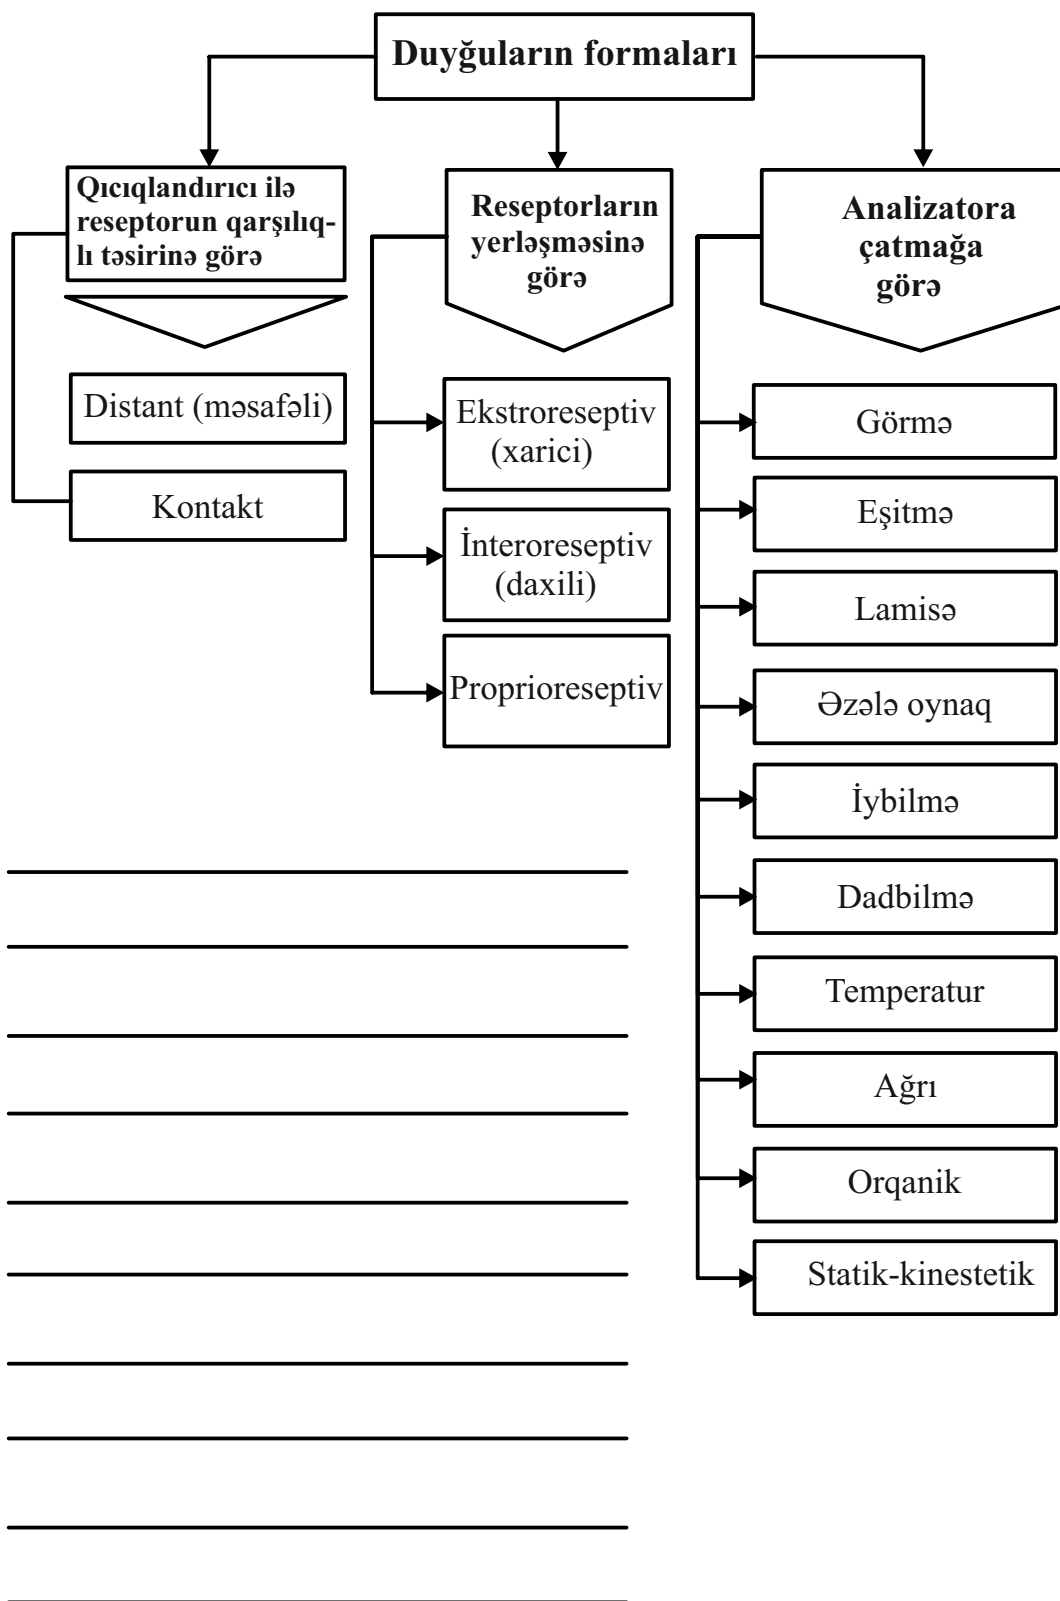 Duyğuların formaları
Qıcıqlandırıcı ilə
reseptorun qarşılıq-
lı təsirinə görə
Distant (məsafəli)
Kontakt
Reseptorların
yerləşməsinə
görə
Ekstroreseptiv
(xarici)
İnteroreseptiv
(daxili)
Proprioreseptiv
Analizatora
çatmağa
görə
Görmə
Eşitmə
Lamisə
Əzələ oynaq
İybilmə
Dadbilmə
Temperatur
Ağrı
Orqanik
Statik-kinestetik